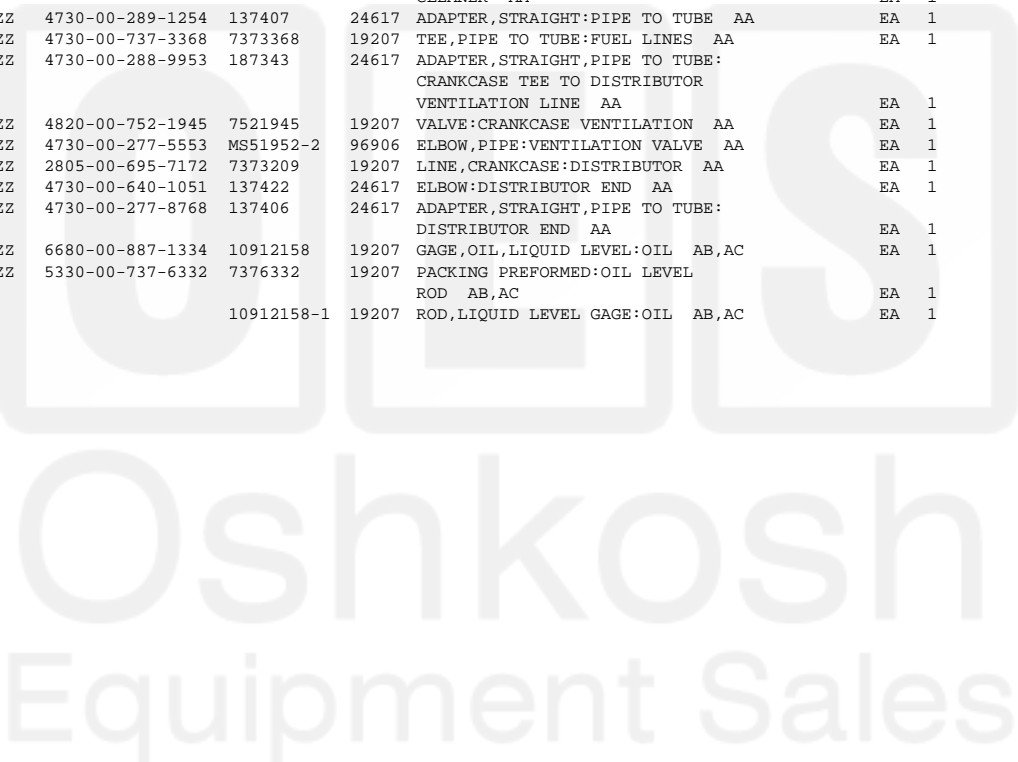 ZZ 4730-00-289-1254 137407 24617 ADAPTER,STRAIGHT:PIPE TO TUBE AA EA 1
ZZ 4730-00-737-3368 7373368 19207 TEE,PIPE TO TUBE:FUEL LINES AA EA 1
ZZ 4730-00-288-9953 187343 24617 ADAPTER,STRAIGHT,PIPE TO TUBE:
CRANKCASE TEE TO DISTRIBUTOR
VENTILATION LINE AA EA 1
ZZ 4820-00-752-1945 7521945 19207 VALVE:CRANKCASE VENTILATION AA EA 1
ZZ 4730-00-277-5553 MS51952-2 96906 ELBOW,PIPE:VENTILATION VALVE AA EA 1
ZZ 2805-00-695-7172 7373209 19207 LINE,CRANKCASE:DISTRIBUTOR AA EA 1
ZZ 4730-00-640-1051 137422 24617 ELBOW:DISTRIBUTOR END AA EA 1
ZZ 4730-00-277-8768 137406 24617 ADAPTER,STRAIGHT,PIPE TO TUBE:
DISTRIBUTOR END AA EA 1
ZZ 6680-00-887-1334 10912158 19207 GAGE,OIL,LIQUID LEVEL:OIL AB,AC EA 1
ZZ 5330-00-737-6332 7376332 19207 PACKING PREFORMED:OIL LEVEL
ROD AB,AC EA 1
10912158-1 19207 ROD,LIQUID LEVEL GAGE:OIL AB,AC EA 1
OES
Oshkosh
Equipment Sales